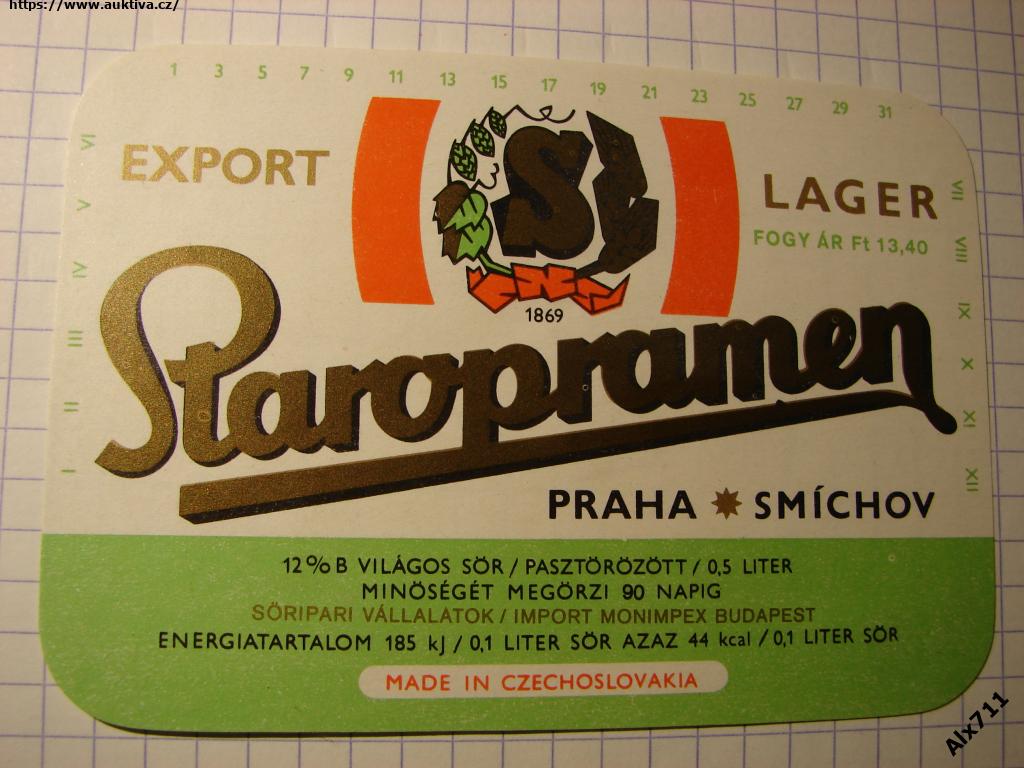 https://www.auktiva.cz/
1 3 5 7 9 11 13 15 17 19 21 23 25 27 29 31
EXPORT
LAGER
FOGY ÁR Ft 13,40
S
1869
Staropramen
PRAHA SMÍCHOV
I II III IV V VI
VII VIII IX X XI XII
12% B VILÁGOS SÖR / PASZTÖRÖZÖTT / 0,5 LITER
MINÖSÉGÉT MEGÖRZI 90 NAPIG
SÖRIPARI VÁLLALATOK / IMPORT MONIMPEX BUDAPEST
ENERGIATARTALOM 185 kJ / 0,1 LITER SÖR AZAZ 44 kcal / 0,1 LITER SÖR
MADE IN CZECHOSLOVAKIA
Alx711